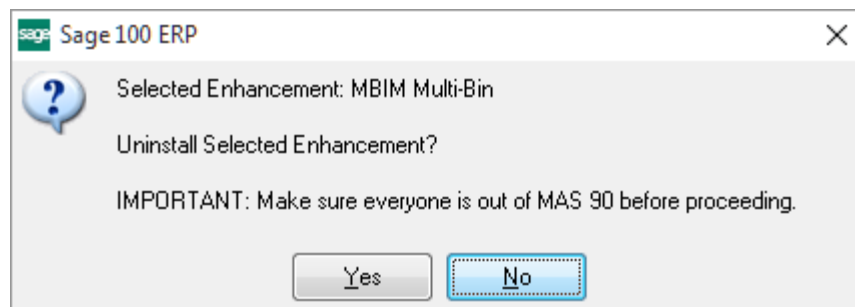 sage Sage 100 ERP
Selected Enhancement: MBIM Multi-Bin
Uninstall Selected Enhancement?
IMPORTANT: Make sure everyone is out of MAS 90 before proceeding.
Yes No